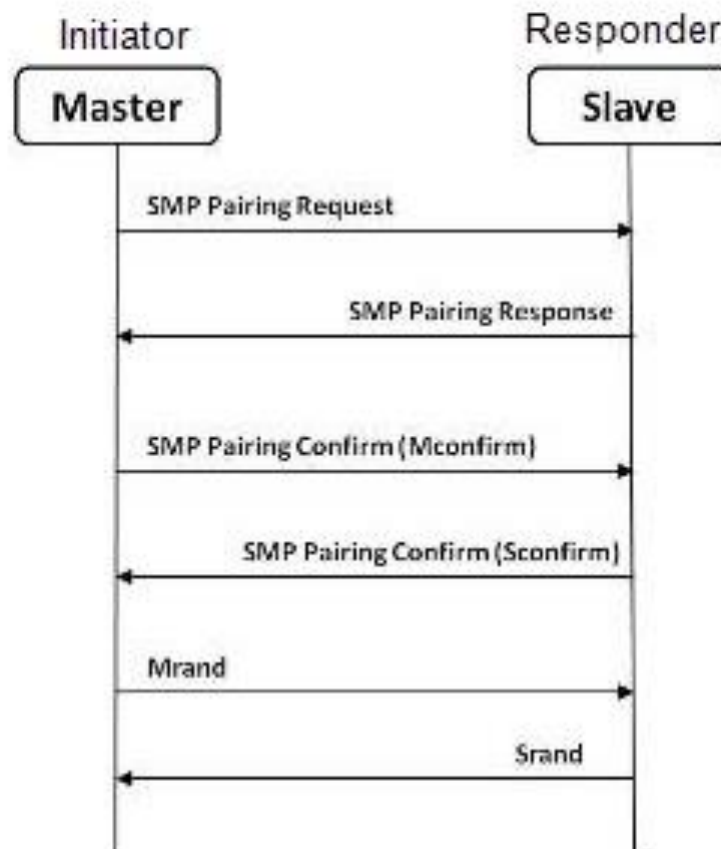 Initiator
Responder
Master
Slave
SMP Pairing Request
SMP Pairing Response
SMP Pairing Confirm (Mconfirm)
SMP Pairing Confirm (Sconfirm)
Mrand
Srand